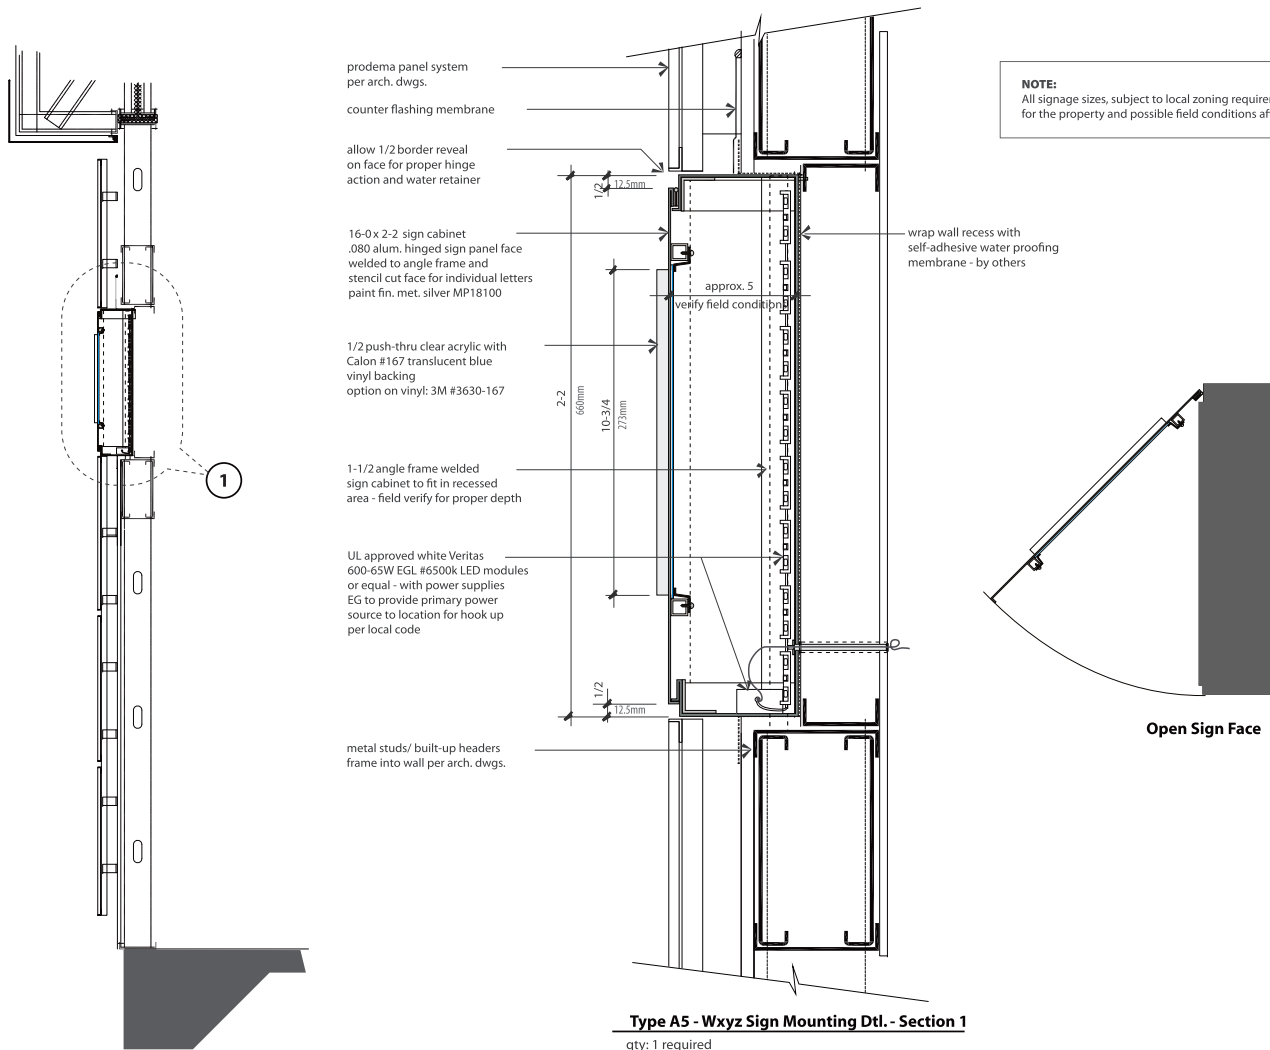 prodema panel system
per arch. dwgs.
counter flashing membrane
allow 1/2 border reveal
on face for proper hinge
action and water retainer
16-0 x 2-2 sign cabinet
.080 alum. hinged sign panel face
welded to angle frame and
stencil cut face for individual letters
paint fin. met. silver MP18100
1/2 push-thru clear acrylic with
Calon #167 translucent blue
vinyl backing
option on vinyl: 3M #3630-167
1-1/2 angle frame welded
sign cabinet to fit in recessed
area - field verify for proper depth
UL approved white Veritas
600-65W EGL #6500k LED modules
or equal - with power supplies
EG to provide primary power
source to location for hook up
per local code
metal studs/ built-up headers
frame into wall per arch. dwgs.
1
1/2
12.5mm
approx. 5
verify field conditions
2-2
660mm
10-3/4
273mm
1/2
12.5mm
wrap wall recess with
self-adhesive water proofing
membrane - by others
NOTE:
All signage sizes, subject to local zoning require
for the property and possible field conditions af
Open Sign Face
Type A5 - Wxyz Sign Mounting Dtl. - Section 1
qty: 1 required